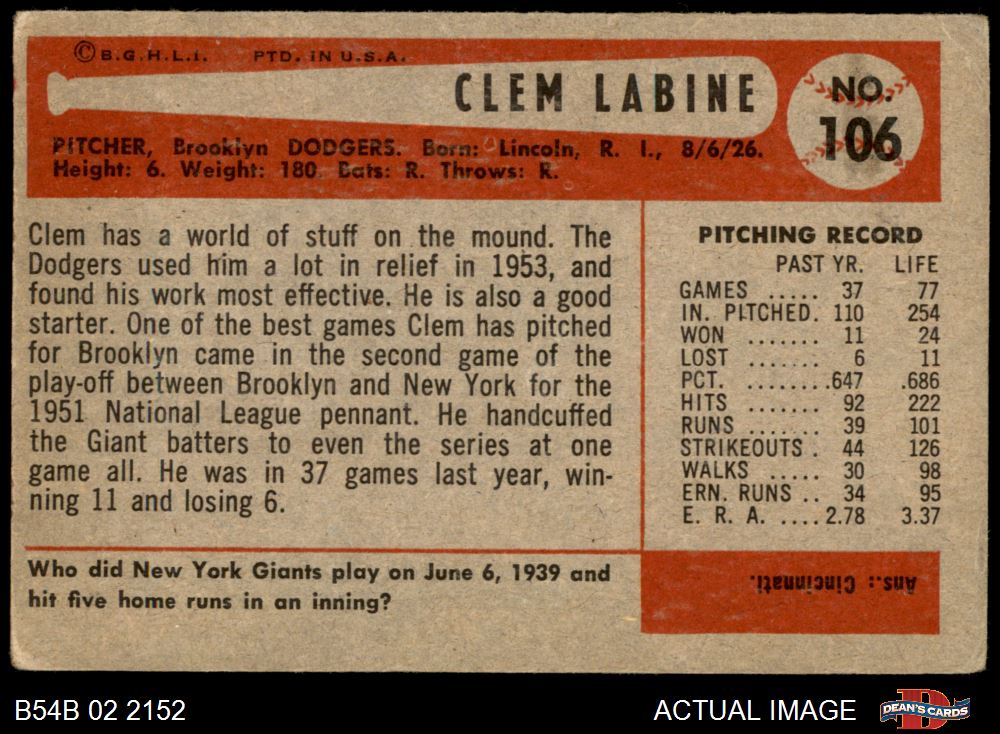 © B.G.H.L.I. PTD. IN U.S.A.
CLEM LABINE
NO.
106
PITCHER, Brooklyn DODGERS. Born: Lincoln, R. I., 8/6/26.
Height: 6. Weight: 180. Bats: R. Throws: R.
Clem has a world of stuff on the mound. The
Dodgers used him a lot in relief in 1953, and
found his work most effective. He is also a good
starter. One of the best games Clem has pitched
for Brooklyn came in the second game of the
play-off between Brooklyn and New York for the
1951 National League pennant. He handcuffed
the Giant batters to even the series at one
game all. He was in 37 games last year, win-
ning 11 and losing 6.
PITCHING RECORD
PAST YR. LIFE
GAMES ..... 37 77
IN. PITCHED. 110 254
WON ....... 11 24
LOST ....... 6 11
PCT. ........ .647 .686
HITS ....... 92 222
RUNS ....... 39 101
STRIKEOUTS . 44 126
WALKS ..... 30 98
ERN. RUNS .. 34 95
E. R. A. .... 2.78 3.37
Who did New York Giants play on June 6, 1939 and
hit five home runs in an inning?
Ans.: Cincinnati.
B54B 02 2152
ACTUAL IMAGE
DEAN'S CARDS